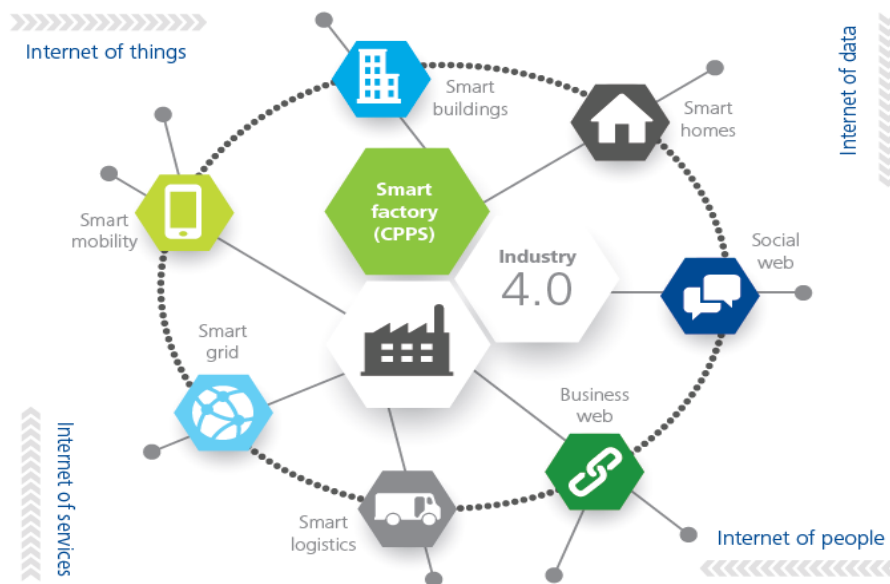 Internet of things
Internet of data
Smart
buildings
Smart
homes
Smart
factory
(CPPS)
Smart
mobility
Industry
4.0
Social
web
Smart
grid
Business
web
Internet of services
Smart
logistics
Internet of people